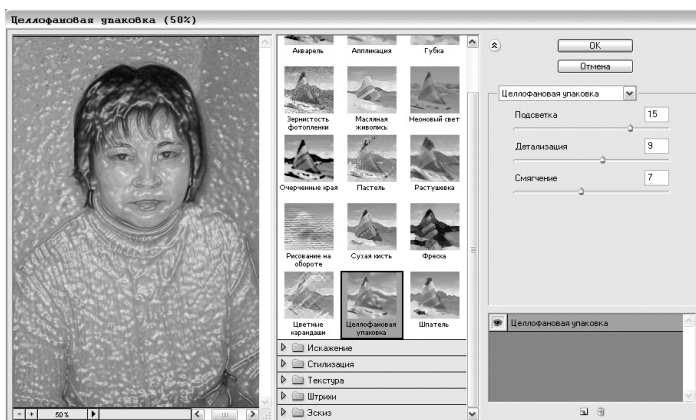 Целлофановая упаковка (50%)
Акварель
Аппликация
Губка
Зернистость
фотопленки
Масляная
живопись
Неоновый свет
Очерченные края
Пастель
Растушевка
Рисование на
обороте
Сухая кисть
Фреска
Цветные
карандаши
Целлофановая
упаковка
Шпатель
Искажение
Стилизация
Текстура
Штрихи
Эскиз
50%
OK
Отмена
Целлофановая упаковка
Подсветка 15
Детализация 9
Смягчение 7
Целлофановая упаковка